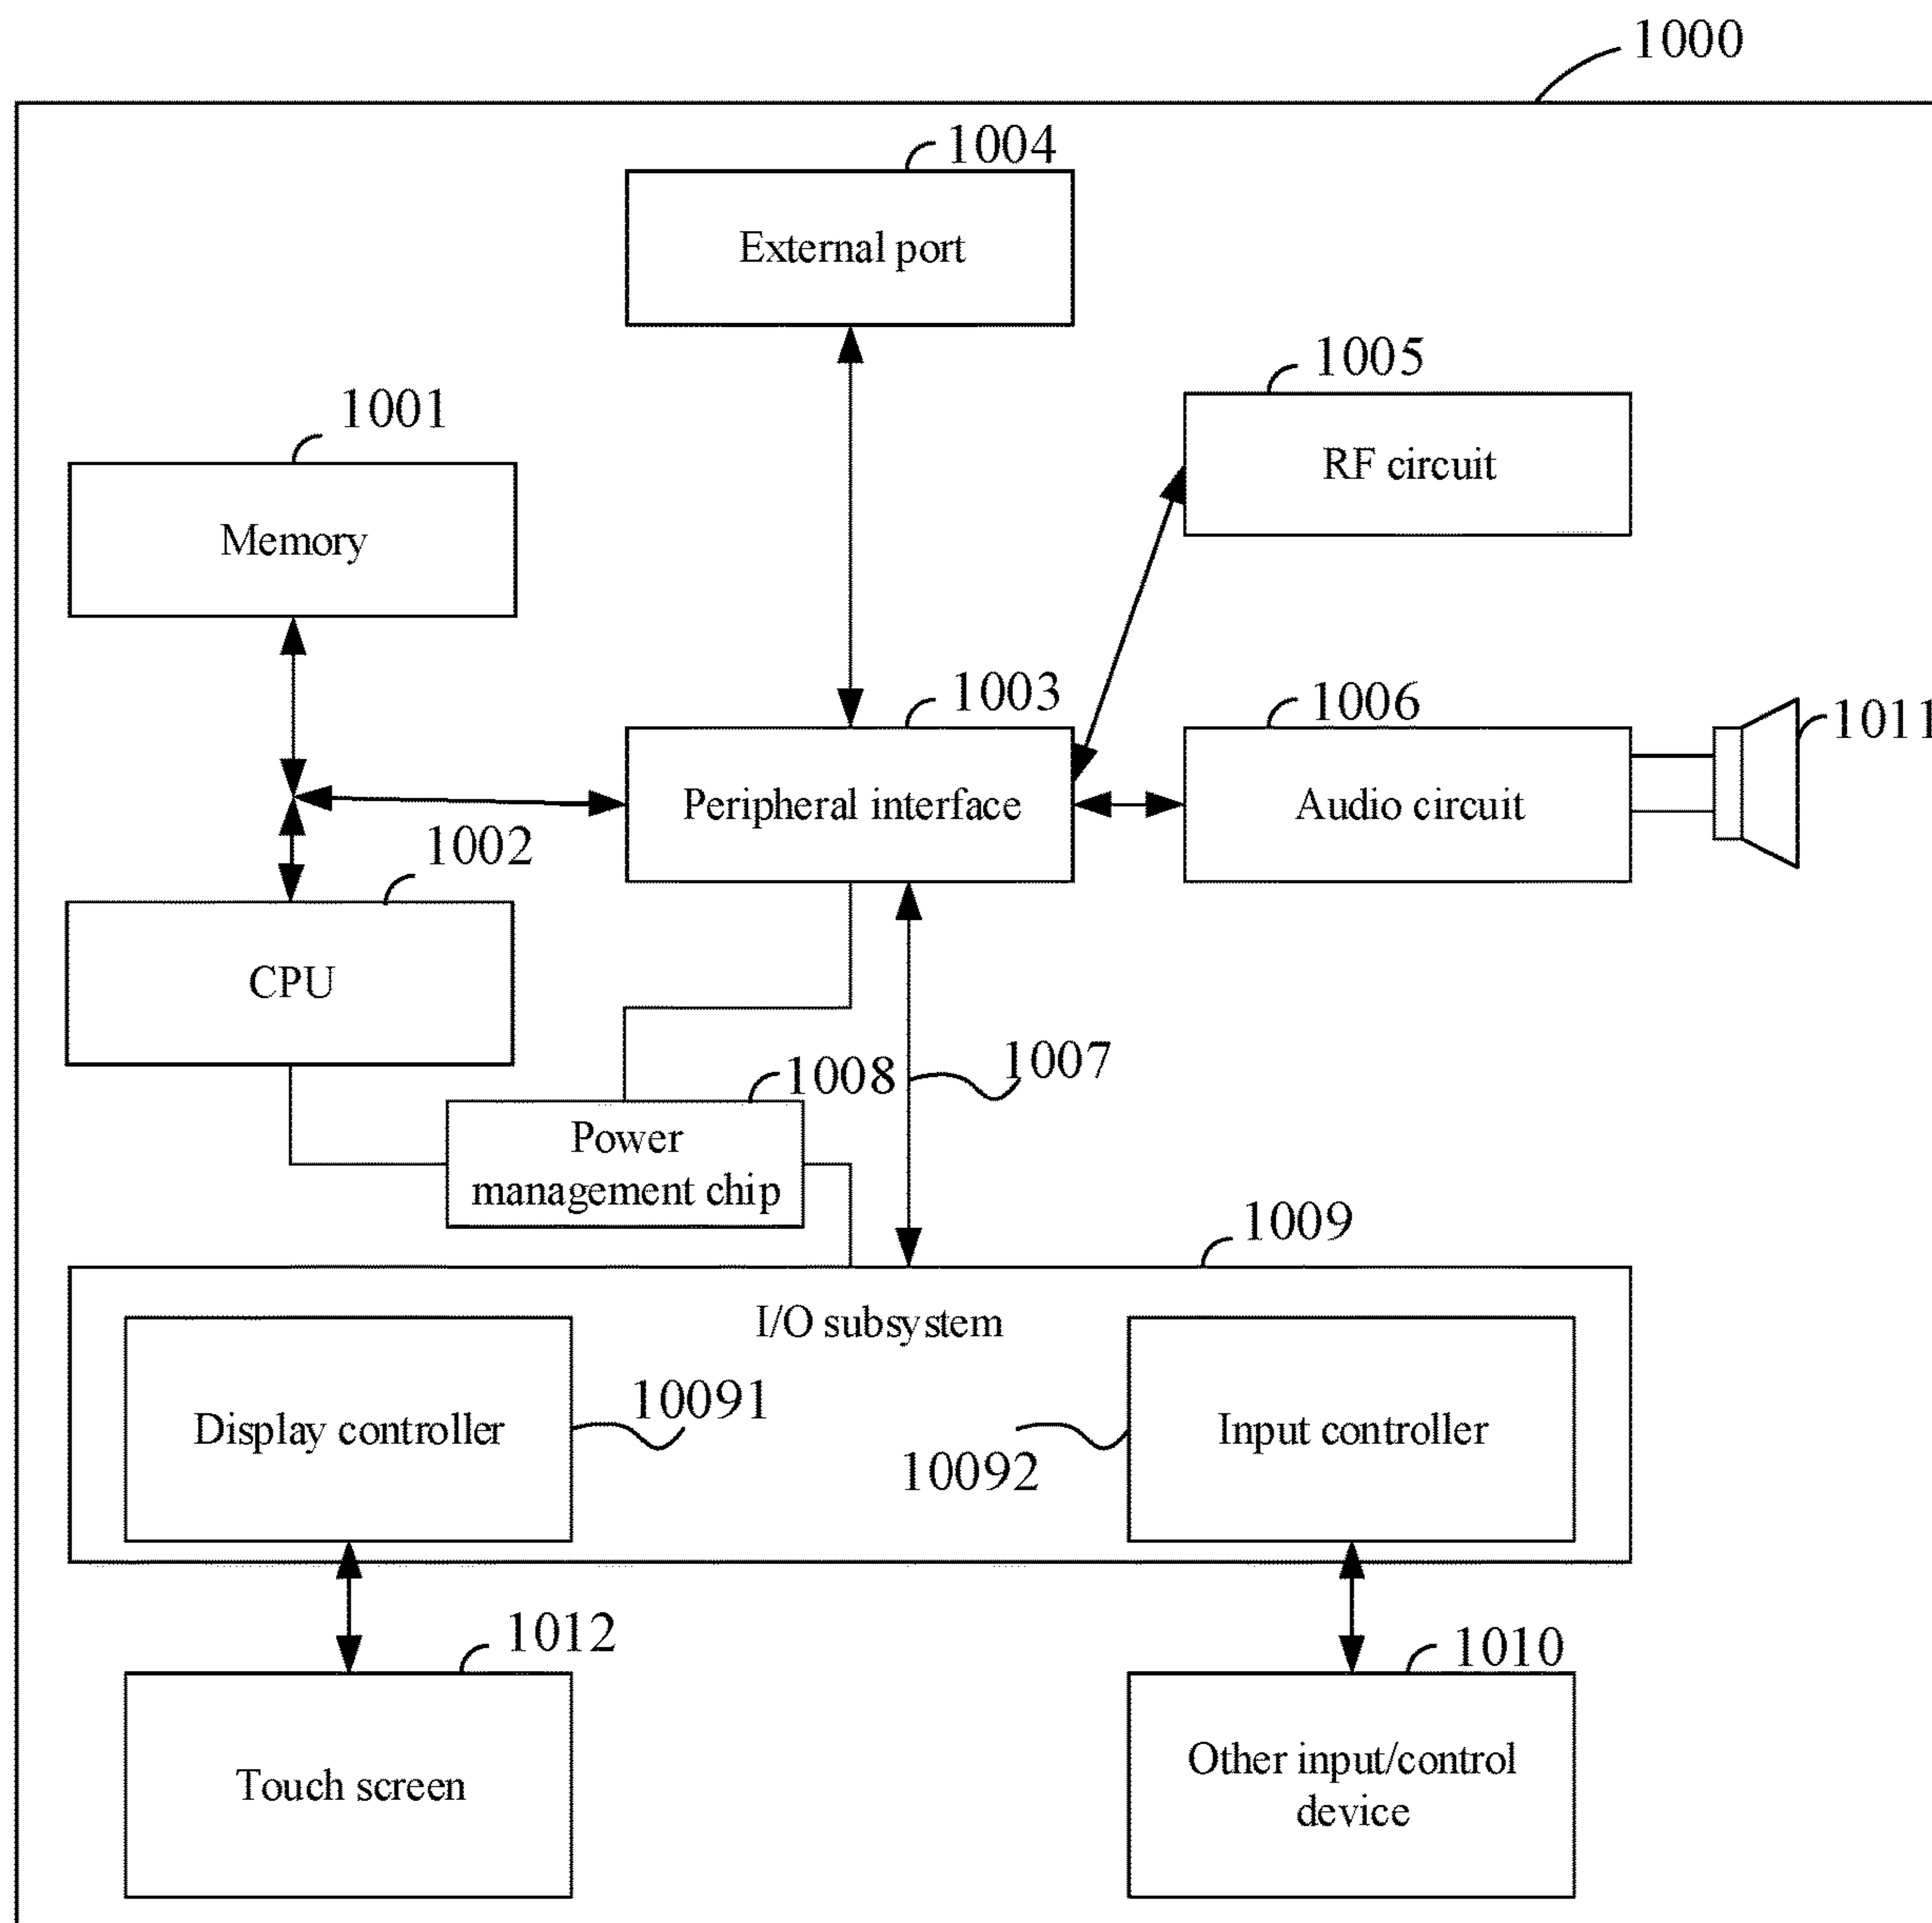 1000
1004
External port
1005
RF circuit
1001
Memory
1003
Peripheral interface
1006
Audio circuit
1011
1002
CPU
1007
1008
Power
management chip
1009
I/O subsystem
10091
Display controller
10092
Input controller
1012
Touch screen
1010
Other input/control
device